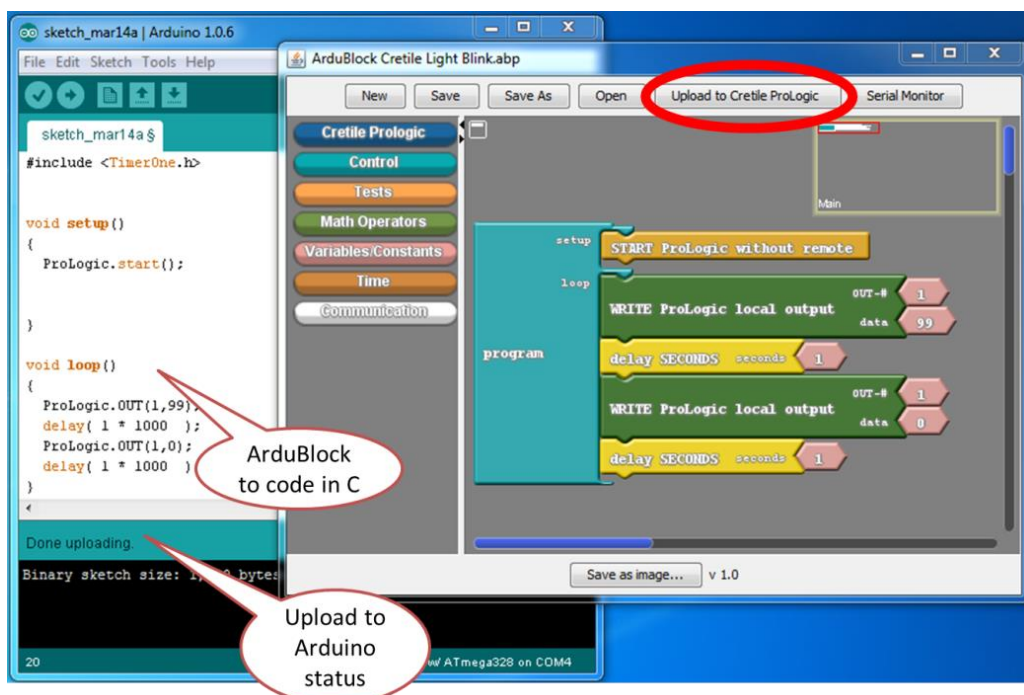 sketch_mar14a | Arduino 1.0.6
File Edit Sketch Tools Help
sketch_mar14a §
#include <TimerOne.h>
void setup()
{
ProLogic.start();
}
void loop()
{
ProLogic.OUT(1,99);
delay( 1 * 1000 );
ProLogic.OUT(1,0);
delay( 1 * 1000 )
}
Done uploading.
Binary sketch size: bytes
20
w/ ATmega328 on COM4
ArduBlock
to code in C
Upload to
Arduino
status
ArduBlock Cretile Light Blink.abp
New Save Save As Open Upload to Cretile ProLogic Serial Monitor
Cretile Prologic
Control
Tests
Math Operators
Variables/Constants
Time
Communication
Main
program
setup
START ProLogic without remote
loop
WRITE ProLogic local output OUT-# 1
data 99
delay SECONDS seconds 1
WRITE ProLogic local output OUT-# 1
data 0
delay SECONDS seconds 1
Save as image... v 1.0